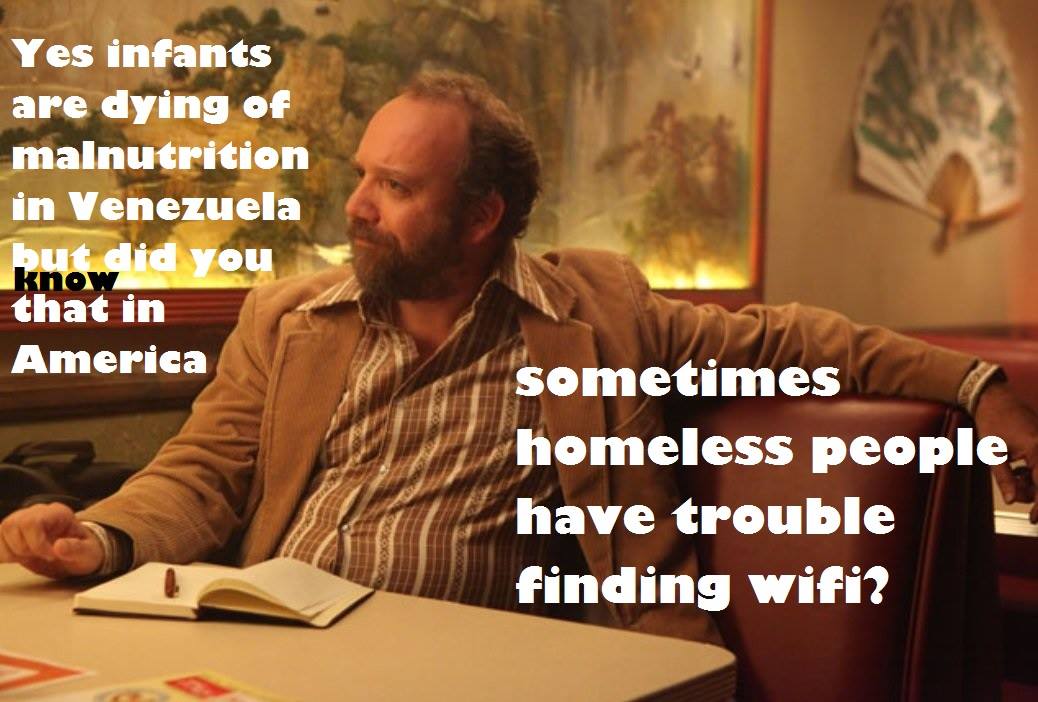 Yes infants
are dying of
malnutrition
in Venezuela
but did you
know
that in
America
sometimes
homeless people
have trouble
finding wifi?